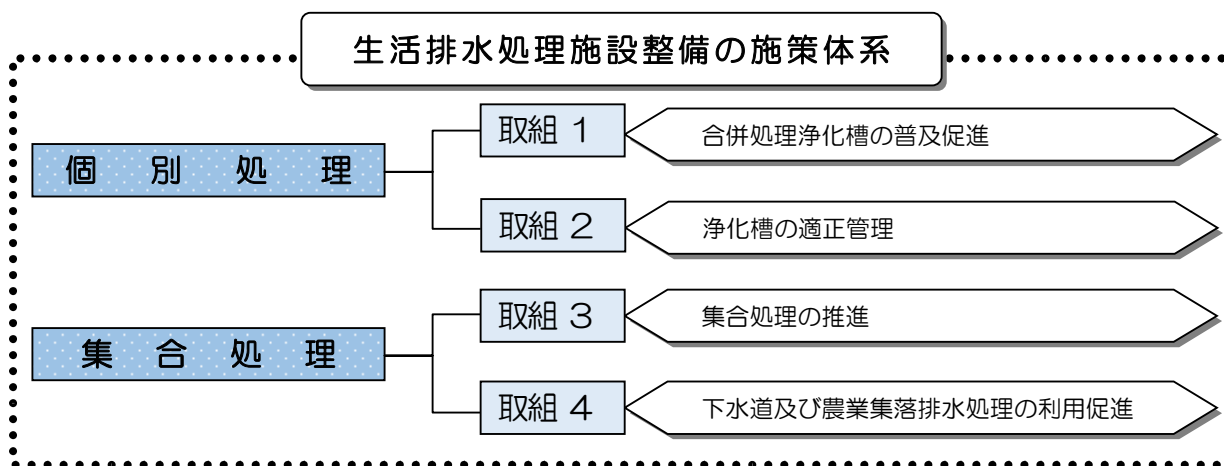 生活排水処理施設整備の施策体系
個別処理
取組 1
合併処理浄化槽の普及促進
取組 2
浄化槽の適正管理
集合処理
取組 3
集合処理の推進
取組 4
下水道及び農業集落排水処理の利用促進